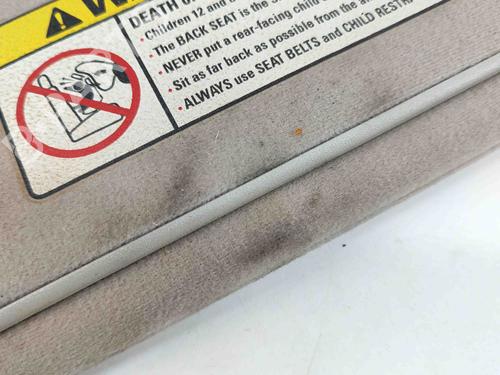 DEATH
• Children 12 and
• The BACK SEAT is the
• NEVER put a rear-facing child
• Sit as far back as possible from the
• ALWAYS use SEAT BELTS and CHILD